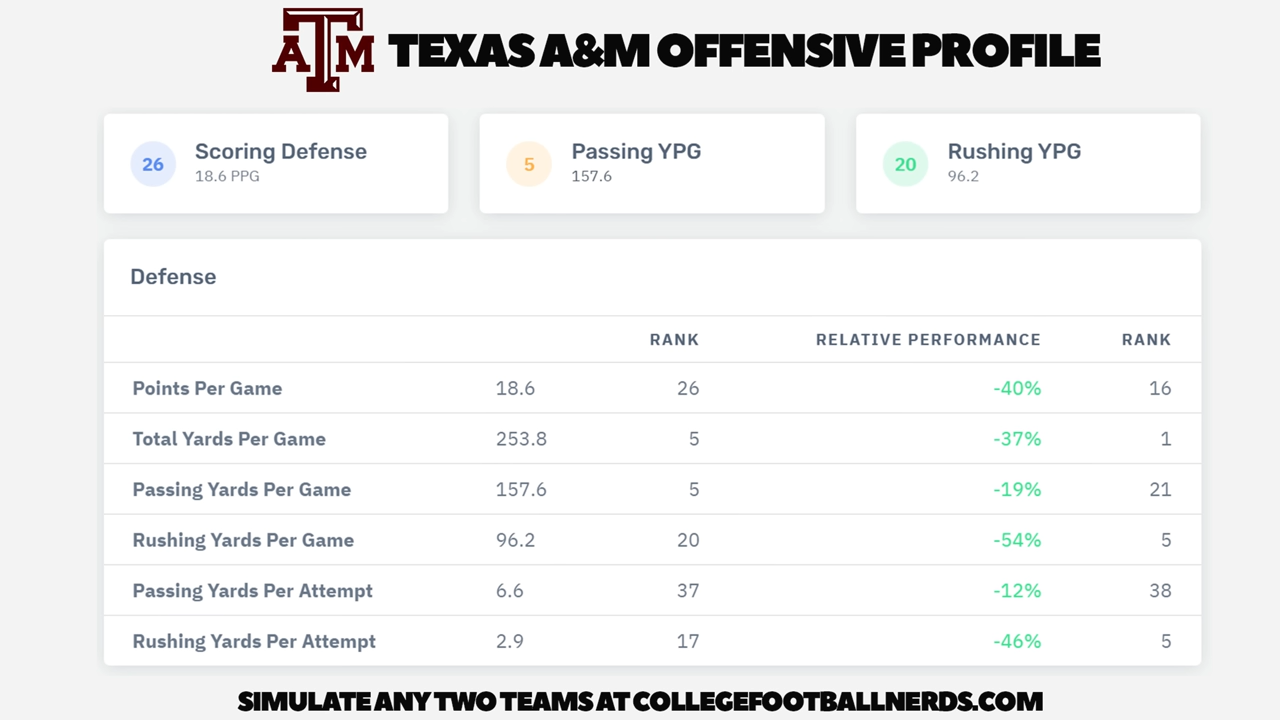 ATM TEXAS A&M OFFENSIVE PROFILE
26 Scoring Defense
18.6 PPG
5 Passing YPG
157.6
20 Rushing YPG
96.2
Defense
RANK RELATIVE PERFORMANCE RANK
Points Per Game 18.6 26 -40% 16
Total Yards Per Game 253.8 5 -37% 1
Passing Yards Per Game 157.6 5 -19% 21
Rushing Yards Per Game 96.2 20 -54% 5
Passing Yards Per Attempt 6.6 37 -12% 38
Rushing Yards Per Attempt 2.9 17 -46% 5
SIMULATE ANY TWO TEAMS AT COLLEGEFOOTBALLNERDS.COM